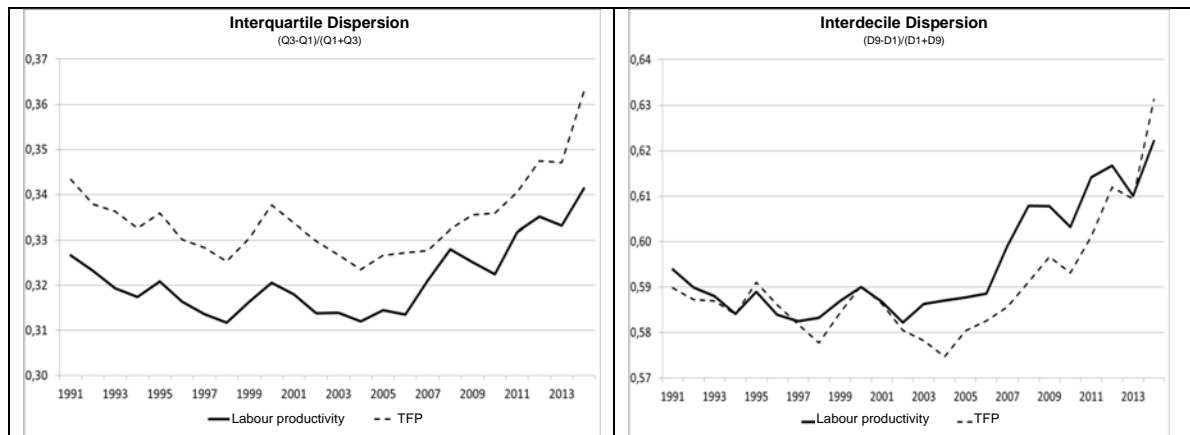 Interquartile Dispersion
(Q3-Q1)/(Q1+Q3)
0,37
0,36
0,35
0,34
0,33
0,32
0,31
0,30
1991 1993 1995 1997 1999 2001 2003 2005 2007 2009 2011 2013
Labour productivity TFP
Interdecile Dispersion
(D9-D1)/(D1+D9)
0,64
0,63
0,62
0,61
0,60
0,59
0,58
0,57
1991 1993 1995 1997 1999 2001 2003 2005 2007 2009 2011 2013
Labour productivity TFP